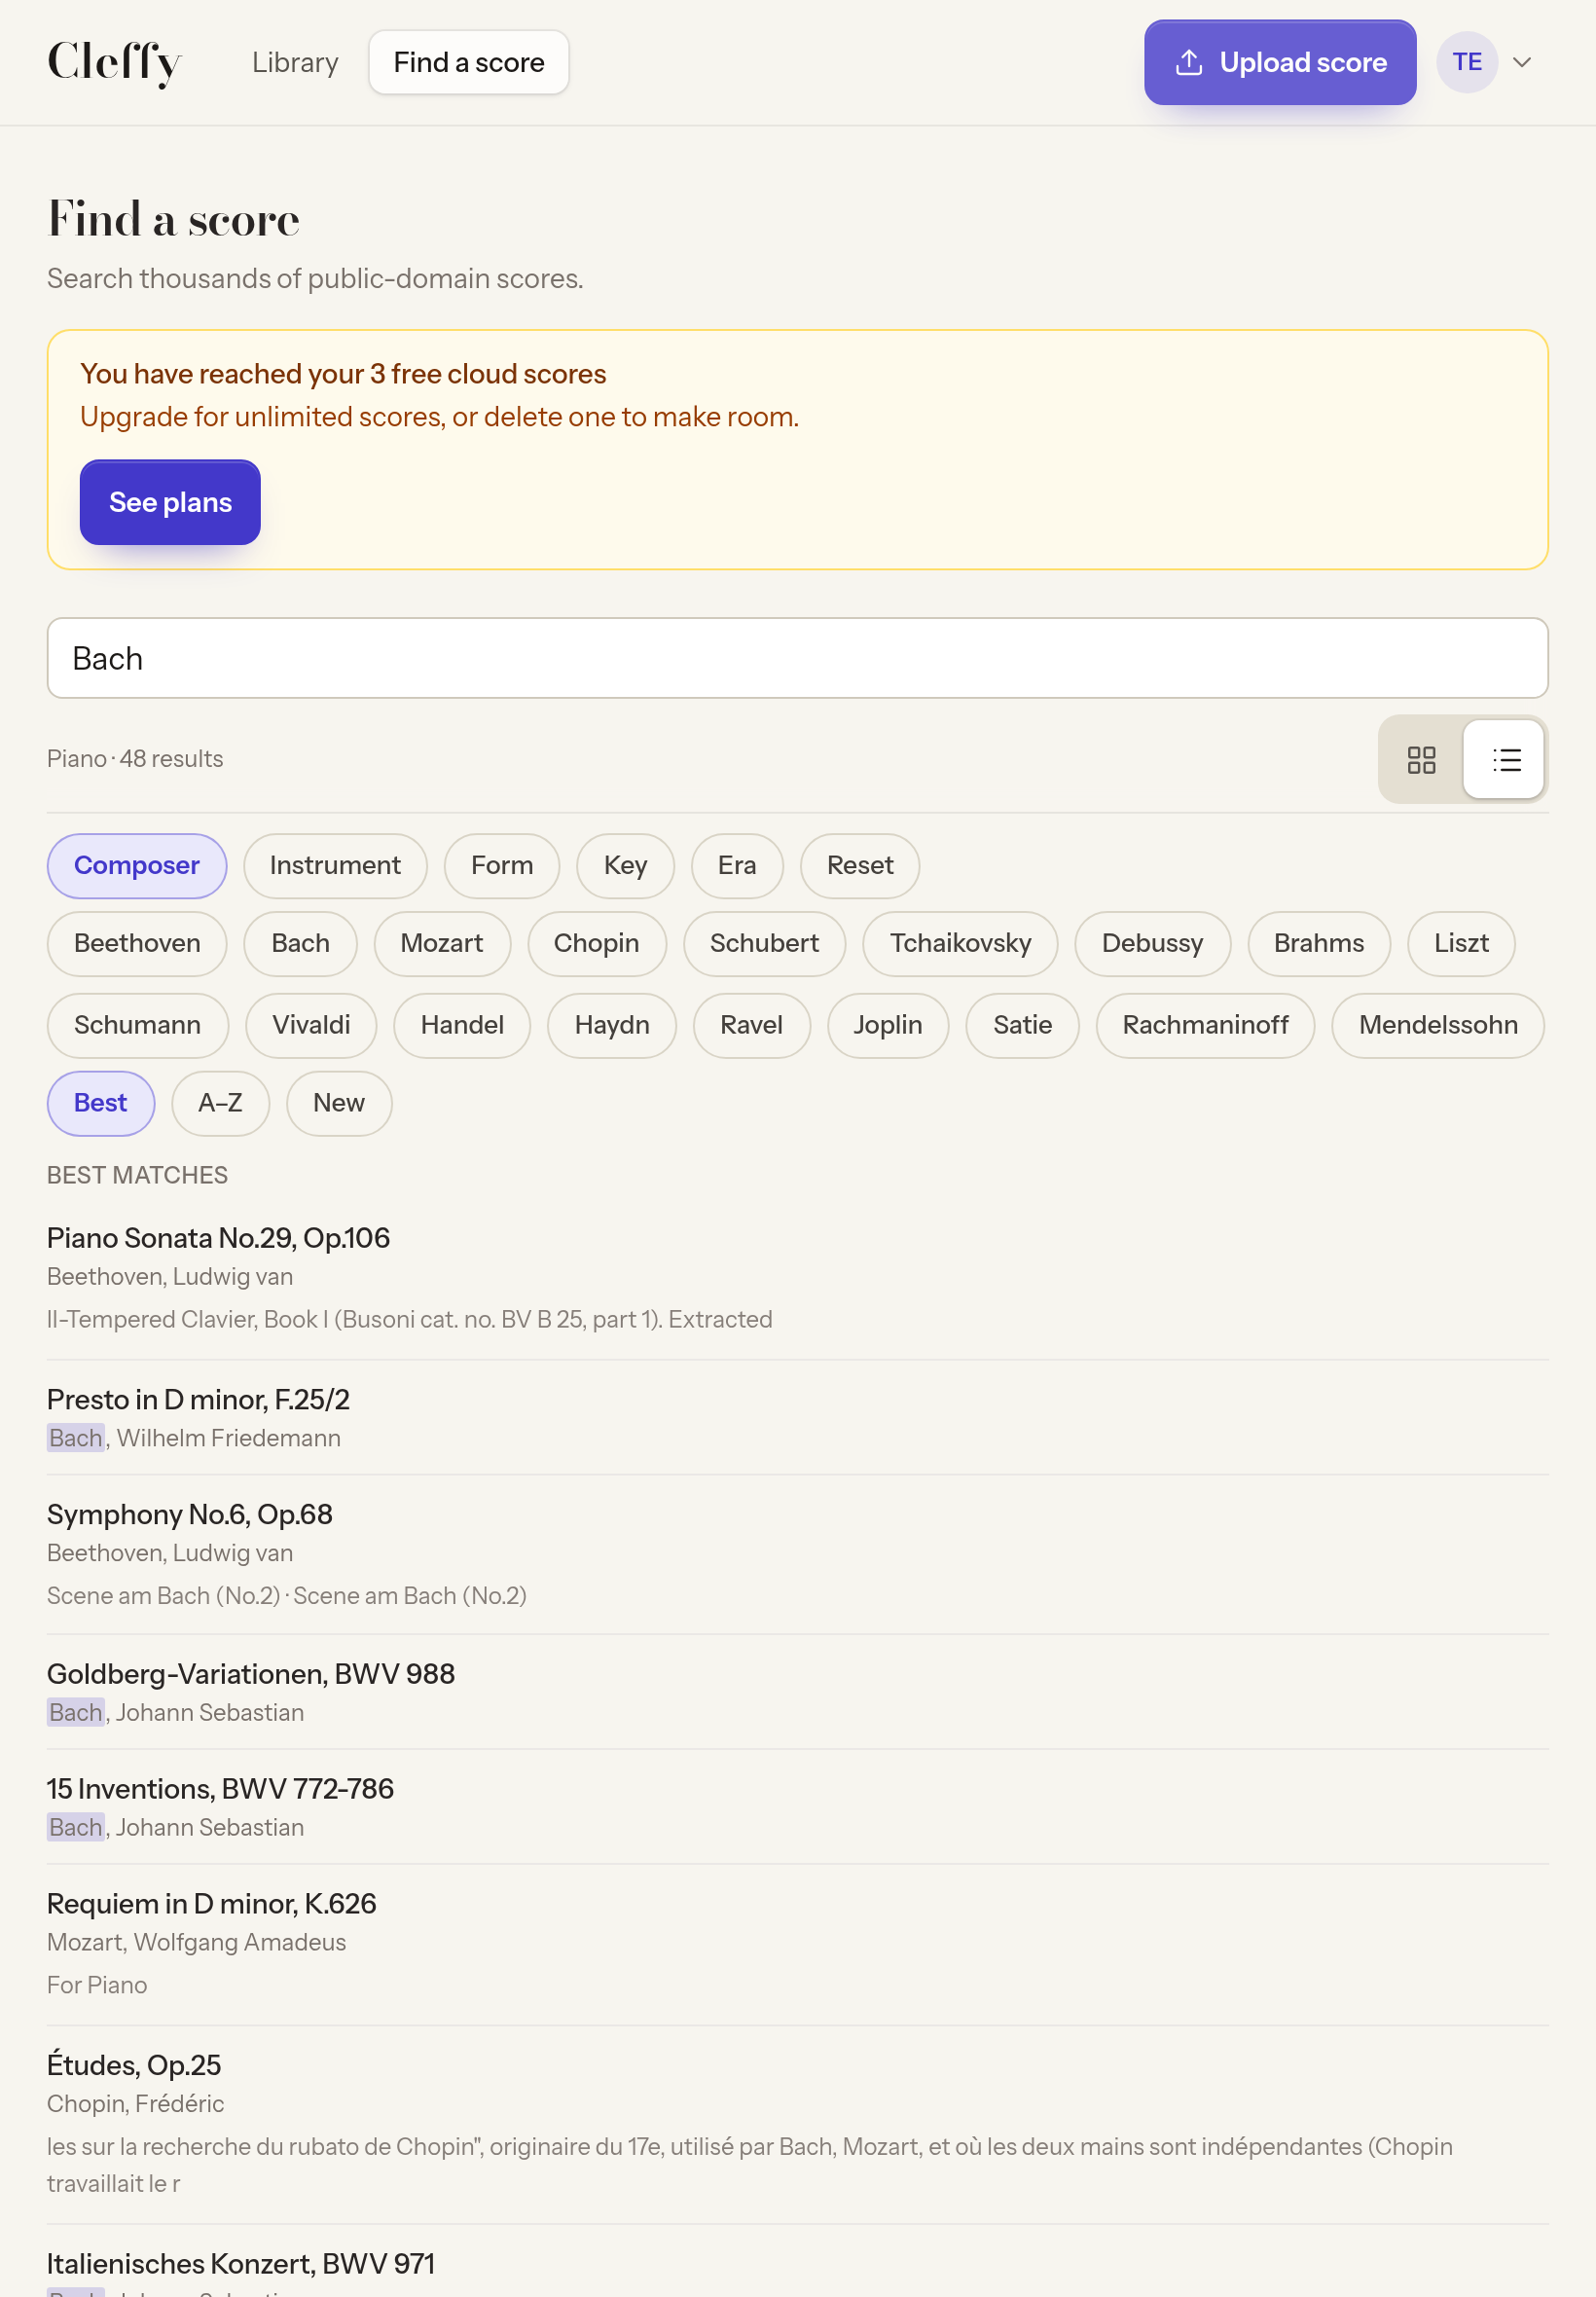 Cleffy
Library
Find a score
Upload score
TE
Find a score
Search thousands of public-domain scores.
You have reached your 3 free cloud scores
Upgrade for unlimited scores, or delete one to make room.
See plans
Bach
Piano · 48 results
Composer Instrument Form Key Era Reset
Beethoven Bach Mozart Chopin Schubert Tchaikovsky Debussy Brahms Liszt
Schumann Vivaldi Handel Haydn Ravel Joplin Satie Rachmaninoff Mendelssohn
Best A–Z New
BEST MATCHES
Piano Sonata No.29, Op.106
Beethoven, Ludwig van
ll-Tempered Clavier, Book I (Busoni cat. no. BV B 25, part 1). Extracted
Presto in D minor, F.25/2
Bach, Wilhelm Friedemann
Symphony No.6, Op.68
Beethoven, Ludwig van
Scene am Bach (No.2) · Scene am Bach (No.2)
Goldberg-Variationen, BWV 988
Bach, Johann Sebastian
15 Inventions, BWV 772-786
Bach, Johann Sebastian
Requiem in D minor, K.626
Mozart, Wolfgang Amadeus
For Piano
Études, Op.25
Chopin, Frédéric
les sur la recherche du rubato de Chopin", originaire du 17e, utilisé par Bach, Mozart, et où les deux mains sont indépendantes (Chopin
travaillait le r
Italienisches Konzert, BWV 971